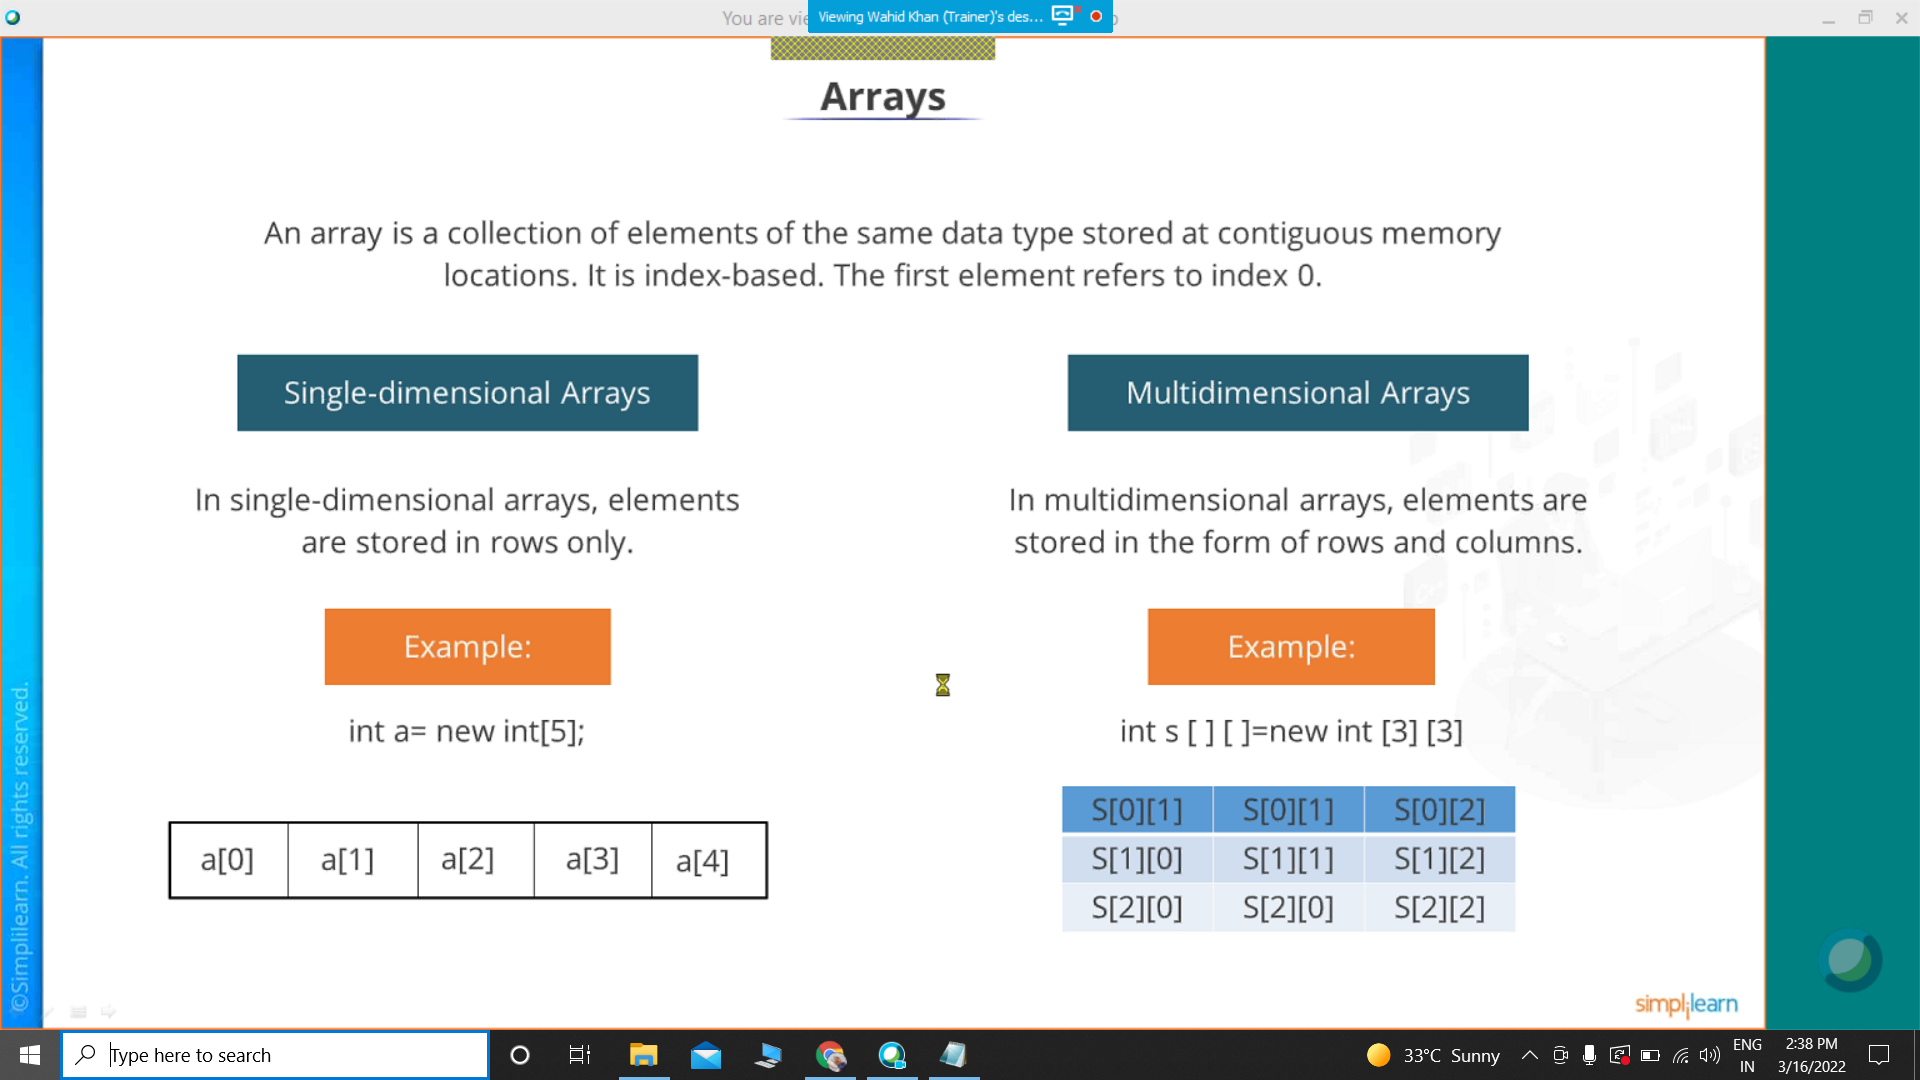 You are vie
Viewing Wahid Khan (Trainer)'s des...
Arrays
An array is a collection of elements of the same data type stored at contiguous memory
locations. It is index-based. The first element refers to index 0.
Single-dimensional Arrays
Multidimensional Arrays
In single-dimensional arrays, elements
are stored in rows only.
In multidimensional arrays, elements are
stored in the form of rows and columns.
Example:
Example:
int a= new int[5];
int s [ ] [ ]=new int [3] [3]
a[0] a[1] a[2] a[3] a[4]
S[0][1] S[0][1] S[0][2]
S[1][0] S[1][1] S[1][2]
S[2][0] S[2][0] S[2][2]
©Simplilearn. All rights reserved.
simplilearn
Type here to search
33°C Sunny
ENG
IN
2:38 PM
3/16/2022